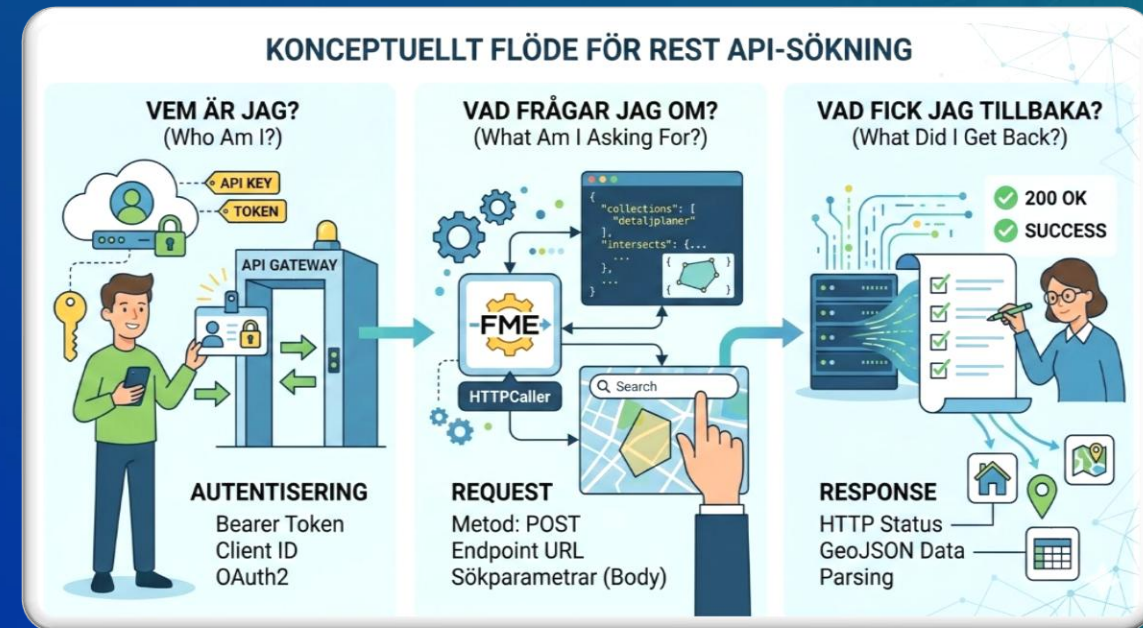 KONCEPTUELLT FLÖDE FÖR REST API-SÖKNING
VEM ÄR JAG?
(Who Am I?)
API KEY
TOKEN
API GATEWAY
AUTENTISERING
Bearer Token
Client ID
OAuth2
VAD FRÅGAR JAG OM?
(What Am I Asking For?)
{
"collections": [
"detaljplaner"
],
"intersects": {...
...
},
...
}
{ }
{ }
FME
HTTPCaller
Search
REQUEST
Metod: POST
Endpoint URL
Sökparametrar (Body)
VAD FICK JAG TILLBAKA?
(What Did I Get Back?)
200 OK
SUCCESS
RESPONSE
HTTP Status
GeoJSON Data
Parsing